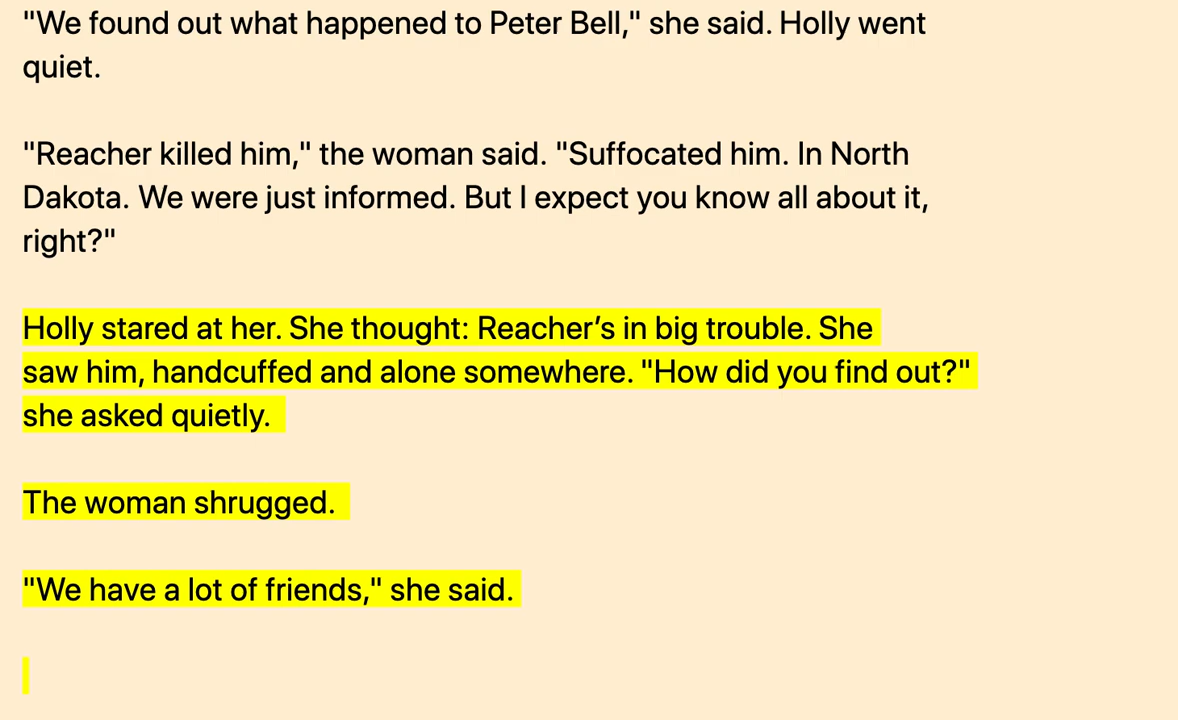 "We found out what happened to Peter Bell," she said. Holly went
quiet.
"Reacher killed him," the woman said. "Suffocated him. In North
Dakota. We were just informed. But I expect you know all about it,
right?"
Holly stared at her. She thought: Reacher’s in big trouble. She
saw him, handcuffed and alone somewhere. "How did you find out?"
she asked quietly.
The woman shrugged.
"We have a lot of friends," she said.